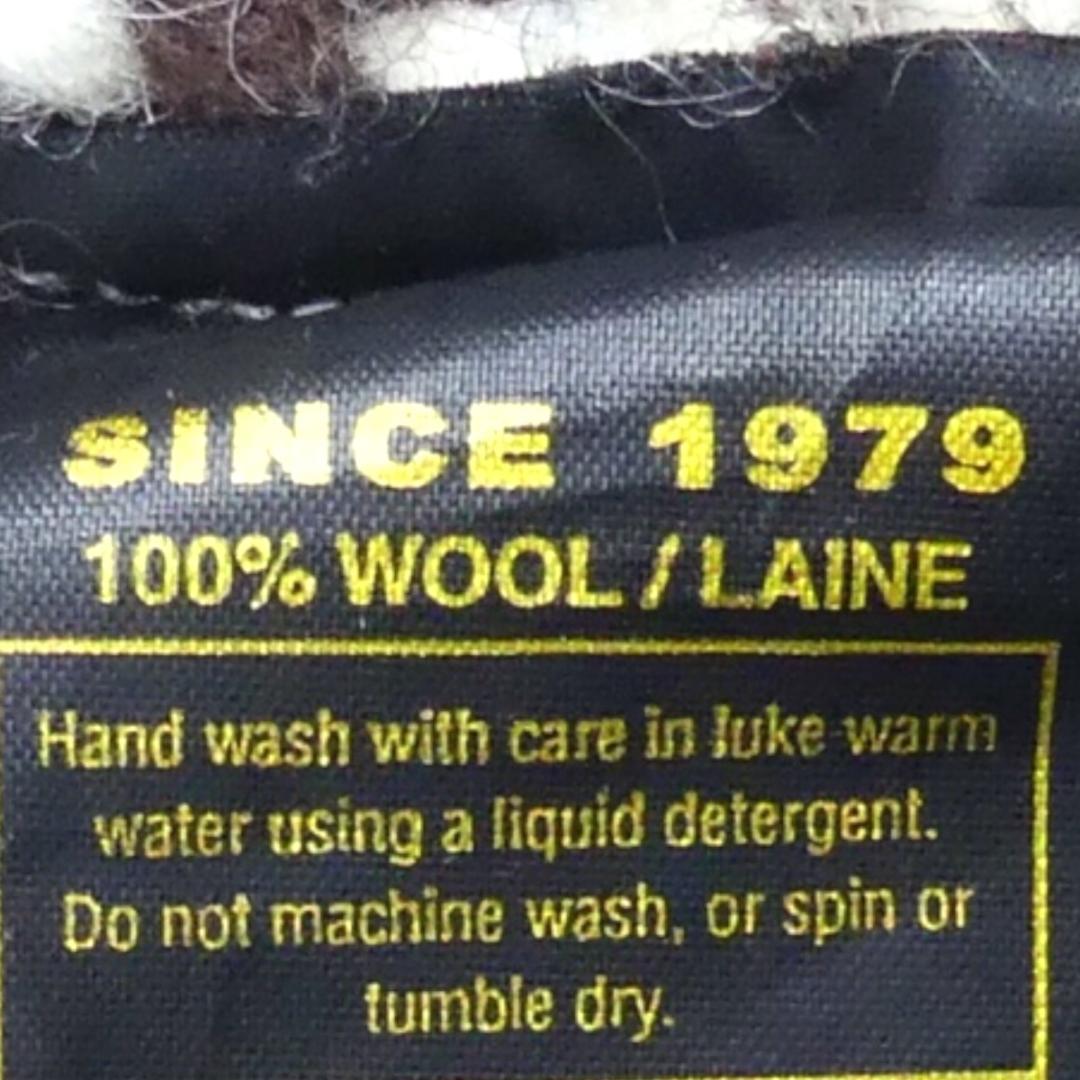 SINCE 1979
100% WOOL / LAINE
Hand wash with care in luke warm
water using a liquid detergent.
Do not machine wash, or spin or
tumble dry.